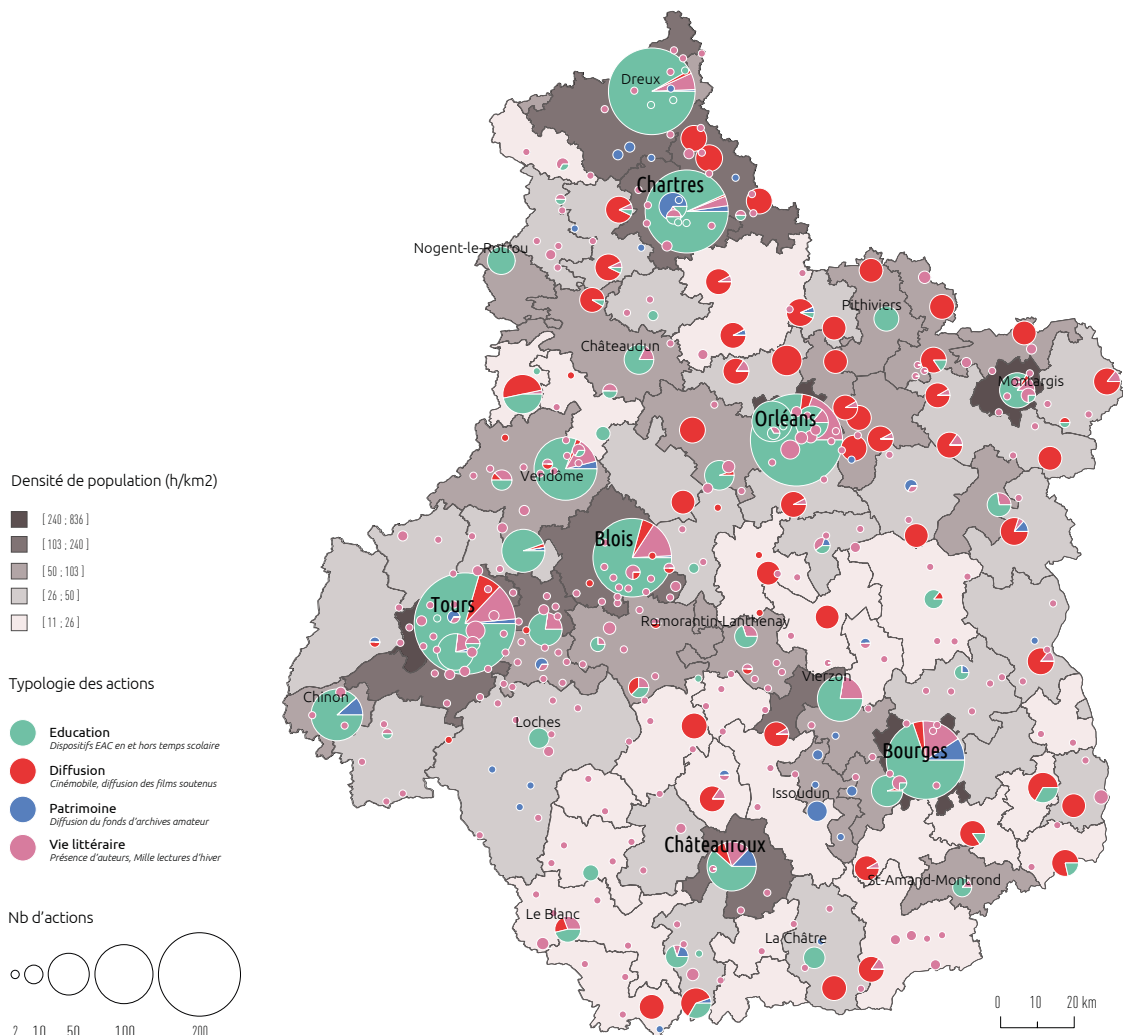 Dreux
Chartres
Nogent-le-Rotrou
Pithiviers
Châteaudun
Montargis
Orléans
Vendôme
Blois
Tours
Romorantin-Lanthenay
Vierzon
Chinon
Loches
Bourges
Issoudun
Châteauroux
St-Amand-Montrond
Le Blanc
La Châtre
Densité de population (h/km2)
[ 240 ; 836 ]
[ 103 ; 240 ]
[ 50 ; 103 ]
[ 26 ; 50 ]
[ 11 ; 26 ]
Typologie des actions
Education
Dispositifs EAC en et hors temps scolaire
Diffusion
Cinémobile, diffusion des films soutenus
Patrimoine
Diffusion du fonds d'archives amateur
Vie littéraire
Présence d'auteurs, Mille lectures d'hiver
Nb d'actions
2 10 50 100 200
0 10 20 km